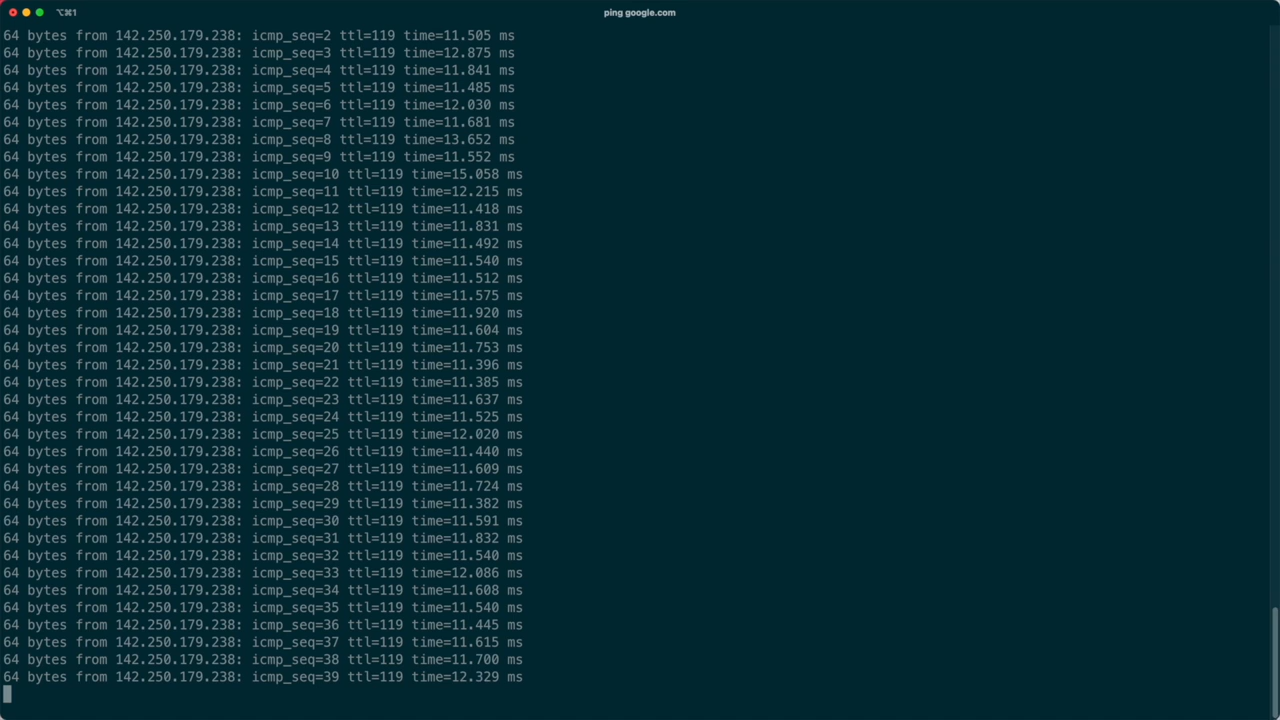 ⌥⌘1
ping google.com
64 bytes from 142.250.179.238: icmp_seq=2 ttl=119 time=11.505 ms
64 bytes from 142.250.179.238: icmp_seq=3 ttl=119 time=12.875 ms
64 bytes from 142.250.179.238: icmp_seq=4 ttl=119 time=11.841 ms
64 bytes from 142.250.179.238: icmp_seq=5 ttl=119 time=11.485 ms
64 bytes from 142.250.179.238: icmp_seq=6 ttl=119 time=12.030 ms
64 bytes from 142.250.179.238: icmp_seq=7 ttl=119 time=11.681 ms
64 bytes from 142.250.179.238: icmp_seq=8 ttl=119 time=13.652 ms
64 bytes from 142.250.179.238: icmp_seq=9 ttl=119 time=11.552 ms
64 bytes from 142.250.179.238: icmp_seq=10 ttl=119 time=15.058 ms
64 bytes from 142.250.179.238: icmp_seq=11 ttl=119 time=12.215 ms
64 bytes from 142.250.179.238: icmp_seq=12 ttl=119 time=11.418 ms
64 bytes from 142.250.179.238: icmp_seq=13 ttl=119 time=11.831 ms
64 bytes from 142.250.179.238: icmp_seq=14 ttl=119 time=11.492 ms
64 bytes from 142.250.179.238: icmp_seq=15 ttl=119 time=11.540 ms
64 bytes from 142.250.179.238: icmp_seq=16 ttl=119 time=11.512 ms
64 bytes from 142.250.179.238: icmp_seq=17 ttl=119 time=11.575 ms
64 bytes from 142.250.179.238: icmp_seq=18 ttl=119 time=11.920 ms
64 bytes from 142.250.179.238: icmp_seq=19 ttl=119 time=11.604 ms
64 bytes from 142.250.179.238: icmp_seq=20 ttl=119 time=11.753 ms
64 bytes from 142.250.179.238: icmp_seq=21 ttl=119 time=11.396 ms
64 bytes from 142.250.179.238: icmp_seq=22 ttl=119 time=11.385 ms
64 bytes from 142.250.179.238: icmp_seq=23 ttl=119 time=11.637 ms
64 bytes from 142.250.179.238: icmp_seq=24 ttl=119 time=11.525 ms
64 bytes from 142.250.179.238: icmp_seq=25 ttl=119 time=12.020 ms
64 bytes from 142.250.179.238: icmp_seq=26 ttl=119 time=11.440 ms
64 bytes from 142.250.179.238: icmp_seq=27 ttl=119 time=11.609 ms
64 bytes from 142.250.179.238: icmp_seq=28 ttl=119 time=11.724 ms
64 bytes from 142.250.179.238: icmp_seq=29 ttl=119 time=11.382 ms
64 bytes from 142.250.179.238: icmp_seq=30 ttl=119 time=11.591 ms
64 bytes from 142.250.179.238: icmp_seq=31 ttl=119 time=11.832 ms
64 bytes from 142.250.179.238: icmp_seq=32 ttl=119 time=11.540 ms
64 bytes from 142.250.179.238: icmp_seq=33 ttl=119 time=12.086 ms
64 bytes from 142.250.179.238: icmp_seq=34 ttl=119 time=11.608 ms
64 bytes from 142.250.179.238: icmp_seq=35 ttl=119 time=11.540 ms
64 bytes from 142.250.179.238: icmp_seq=36 ttl=119 time=11.445 ms
64 bytes from 142.250.179.238: icmp_seq=37 ttl=119 time=11.615 ms
64 bytes from 142.250.179.238: icmp_seq=38 ttl=119 time=11.700 ms
64 bytes from 142.250.179.238: icmp_seq=39 ttl=119 time=12.329 ms